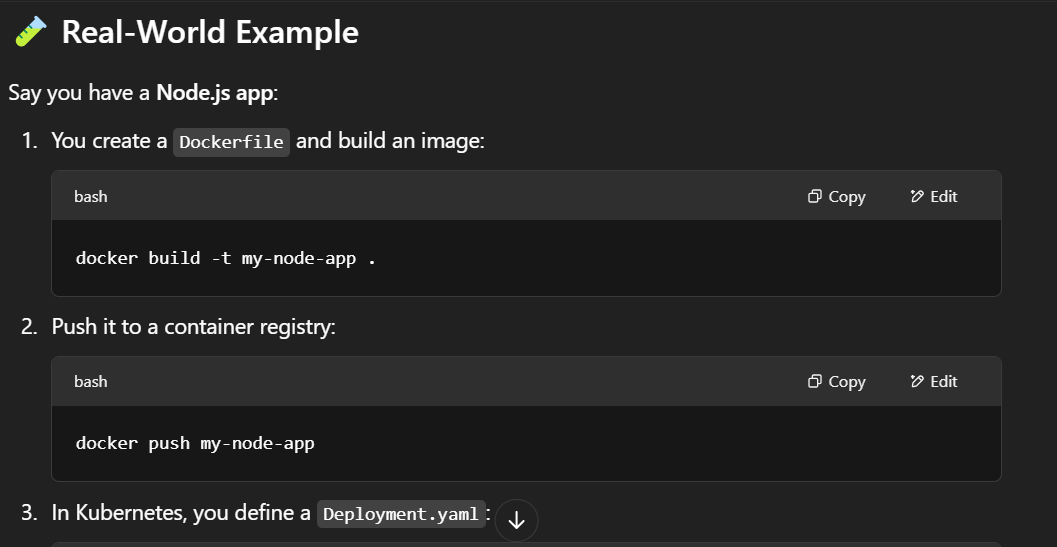 Real-World Example
Say you have a Node.js app:
1. You create a Dockerfile and build an image:
bash Copy Edit
docker build -t my-node-app .
2. Push it to a container registry:
bash Copy Edit
docker push my-node-app
3. In Kubernetes, you define a Deployment.yaml: